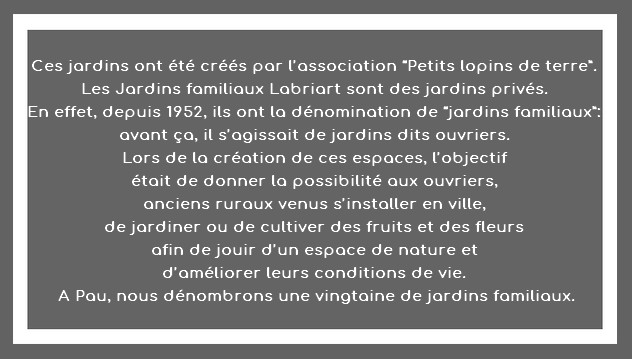 Ces jardins ont été créés par l'association "Petits lopins de terre".
Les Jardins familiaux Labriart sont des jardins privés.
En effet, depuis 1952, ils ont la dénomination de "jardins familiaux":
avant ça, il s'agissait de jardins dits ouvriers.
Lors de la création de ces espaces, l'objectif
était de donner la possibilité aux ouvriers,
anciens ruraux venus s'installer en ville,
de jardiner ou de cultiver des fruits et des fleurs
afin de jouir d'un espace de nature et
d'améliorer leurs conditions de vie.
A Pau, nous dénombrons une vingtaine de jardins familiaux.